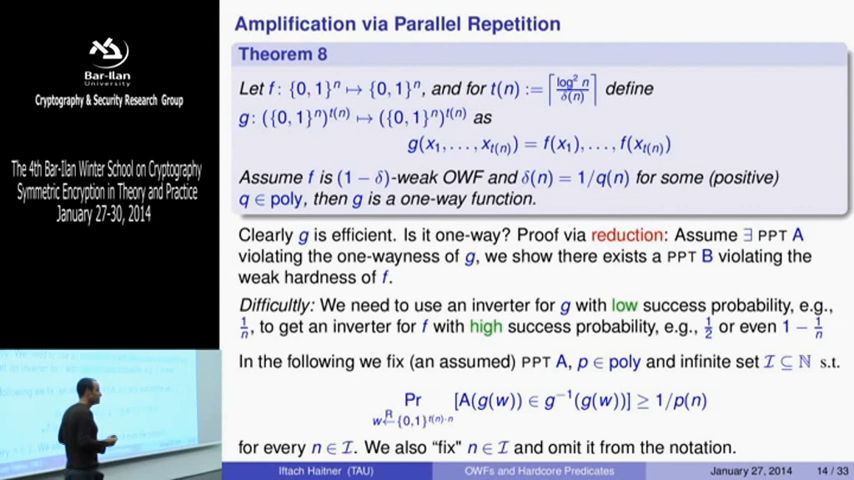 Bar-Ilan
University
Cryptography & Security Research Group
The 4th Bar-Ilan Winter School on Cryptography
Symmetric Encryption in Theory and Practice
January 27-30, 2014
Amplification via Parallel Repetition
Theorem 8
Let f: {0, 1}ⁿ ↦ {0, 1}ⁿ, and for t(n) := ⌈log² n / δ(n)⌉ define
g: ({0, 1}ⁿ)^t(n) ↦ ({0, 1}ⁿ)^t(n) as
g(x₁, . . . , x_t(n)) = f(x₁), . . . , f(x_t(n))
Assume f is (1 − δ)-weak OWF and δ(n) = 1/q(n) for some (positive)
q ∈ poly, then g is a one-way function.
Clearly g is efficient. Is it one-way? Proof via reduction: Assume ∃ PPT A
violating the one-wayness of g, we show there exists a PPT B violating the
weak hardness of f.
Difficultly: We need to use an inverter for g with low success probability, e.g.,
1/n, to get an inverter for f with high success probability, e.g., 1/2 or even 1 − 1/n
In the following we fix (an assumed) PPT A, p ∈ poly and infinite set I ⊆ ℕ s.t.
Pr_{w ←ᴿ {0,1}^{t(n)·n}} [A(g(w)) ∈ g⁻¹(g(w))] ≥ 1/p(n)
for every n ∈ I. We also “fix” n ∈ I and omit it from the notation.
Iftach Haitner (TAU) OWFs and Hardcore Predicates January 27, 2014 14 / 33